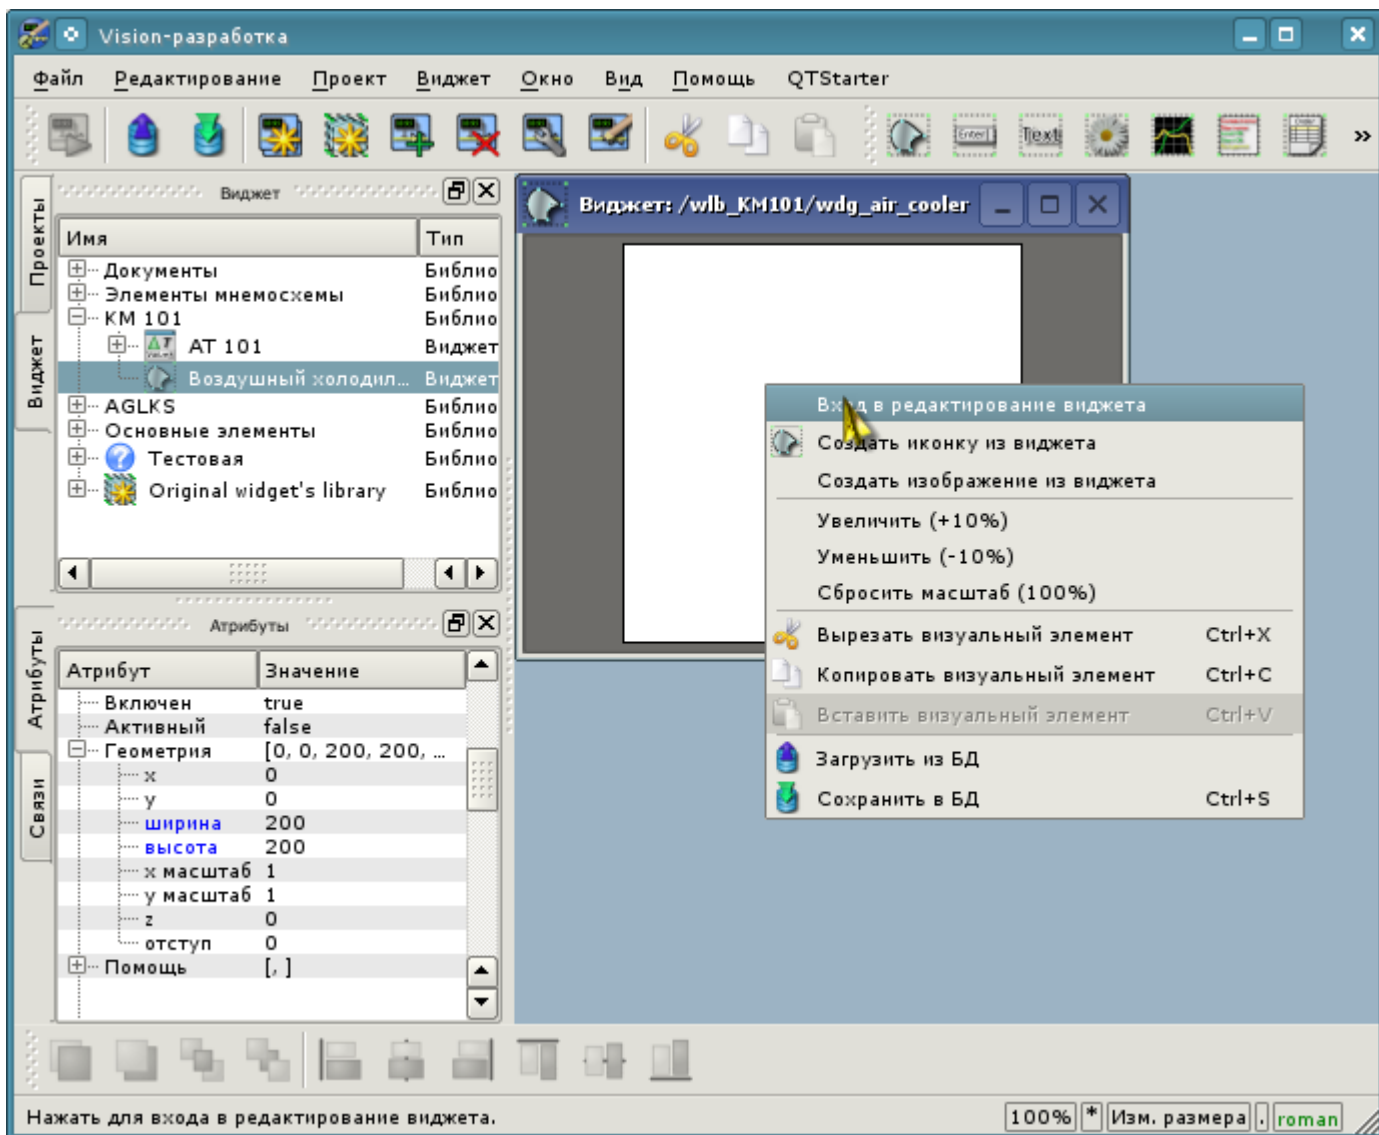 Vision-разработка
Файл Редактирование Проект Виджет Окно Вид Помощь QTStarter
Enter Text »
Проекты
Виджет
Виджет
Имя Тип
Документы Библио
Элементы мнемосхемы Библио
КМ 101 Библио
АТ 101 Виджет
Воздушный холодил... Виджет
AGLKS Библио
Основные элементы Библио
Тестовая Библио
Original widget's library Библио
Виджет: /wlb_KM101/wdg_air_cooler
Вход в редактирование виджета
Создать иконку из виджета
Создать изображение из виджета
Увеличить (+10%)
Уменьшить (-10%)
Сбросить масштаб (100%)
Вырезать визуальный элемент Ctrl+X
Копировать визуальный элемент Ctrl+C
Вставить визуальный элемент Ctrl+V
Загрузить из БД
Сохранить в БД Ctrl+S
Атрибуты
Связи
Атрибуты
Атрибут Значение
Включен true
Активный false
Геометрия [0, 0, 200, 200, ...
x 0
y 0
ширина 200
высота 200
x масштаб 1
y масштаб 1
z 0
отступ 0
Помощь [, ]
Нажать для входа в редактирование виджета.
100% * Изм. размера . roman